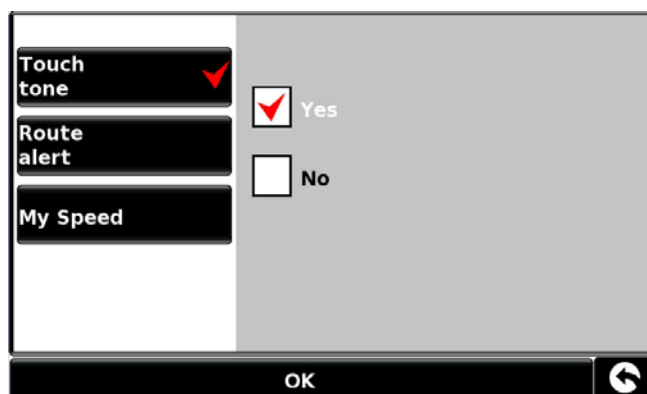 Touch
tone
Yes
Route
alert
No
My Speed
OK